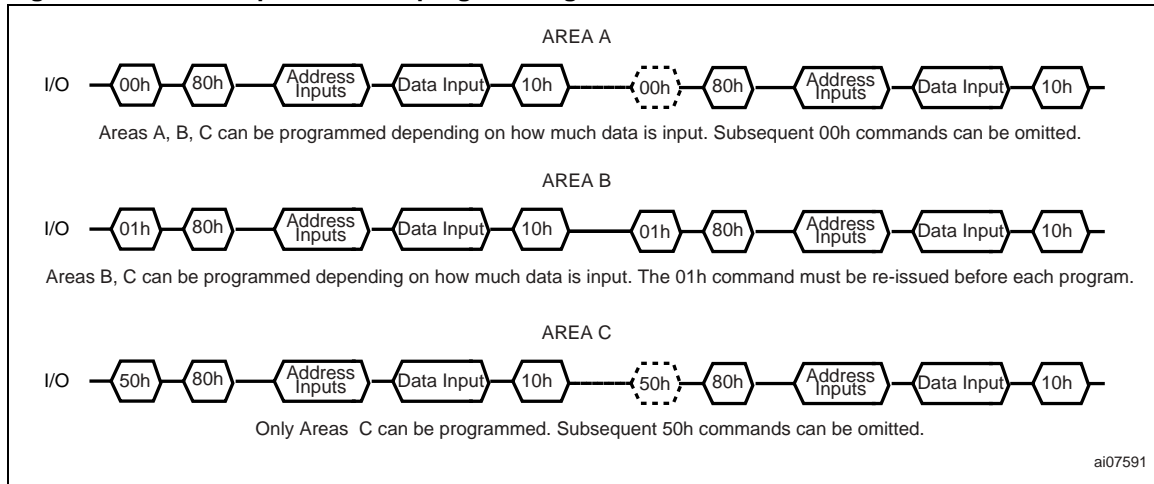 AREA A
I/O 00h 80h Address Inputs Data Input 10h 00h 80h Address Inputs Data Input 10h
Areas A, B, C can be programmed depending on how much data is input. Subsequent 00h commands can be omitted.
AREA B
I/O 01h 80h Address Inputs Data Input 10h 01h 80h Address Inputs Data Input 10h
Areas B, C can be programmed depending on how much data is input. The 01h command must be re-issued before each program.
AREA C
I/O 50h 80h Address Inputs Data Input 10h 50h 80h Address Inputs Data Input 10h
Only Areas C can be programmed. Subsequent 50h commands can be omitted.
ai07591